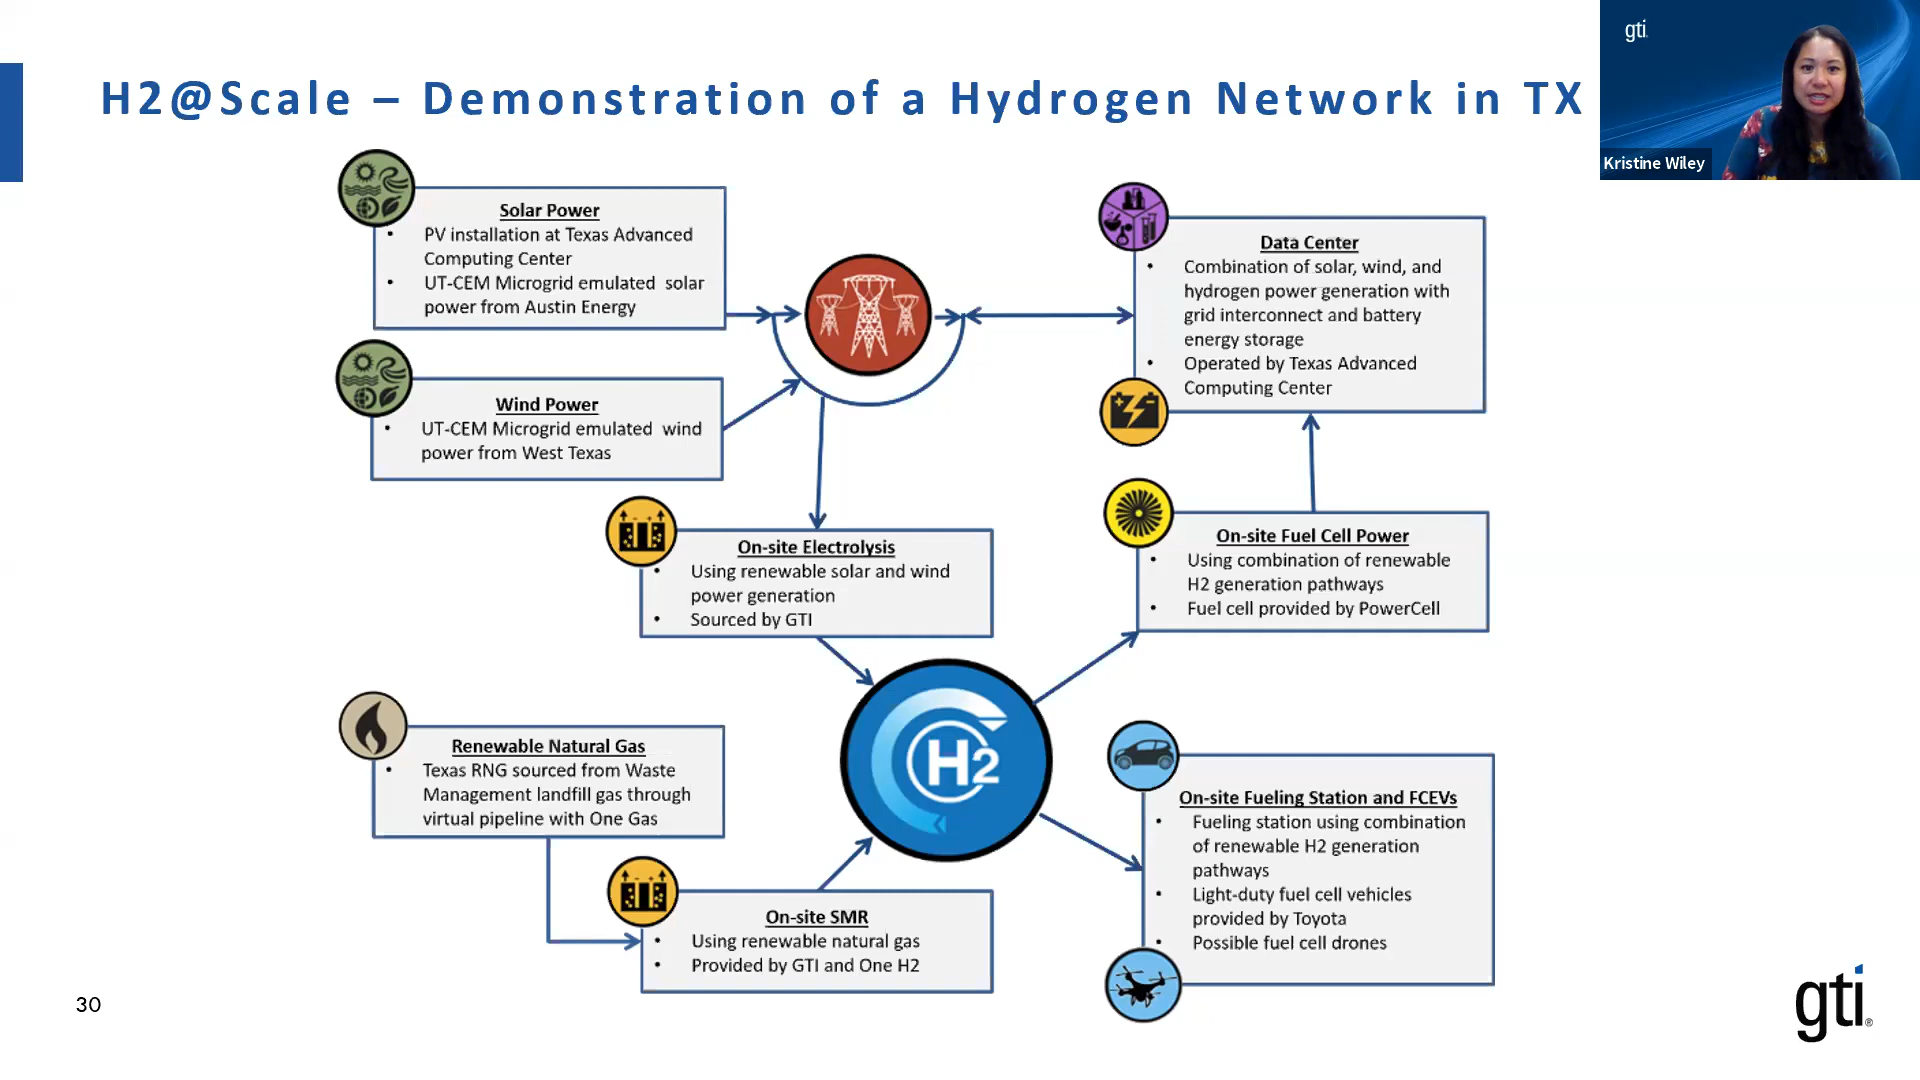 gti
Kristine Wiley
H2@Scale – Demonstration of a Hydrogen Network in TX
Solar Power
• PV installation at Texas Advanced
Computing Center
• UT-CEM Microgrid emulated solar
power from Austin Energy
Wind Power
• UT-CEM Microgrid emulated wind
power from West Texas
Data Center
• Combination of solar, wind, and
hydrogen power generation with
grid interconnect and battery
energy storage
• Operated by Texas Advanced
Computing Center
On-site Electrolysis
• Using renewable solar and wind
power generation
• Sourced by GTI
On-site Fuel Cell Power
• Using combination of renewable
H2 generation pathways
• Fuel cell provided by PowerCell
H2
Renewable Natural Gas
• Texas RNG sourced from Waste
Management landfill gas through
virtual pipeline with One Gas
On-site SMR
• Using renewable natural gas
• Provided by GTI and One H2
On-site Fueling Station and FCEVs
• Fueling station using combination
of renewable H2 generation
pathways
• Light-duty fuel cell vehicles
provided by Toyota
• Possible fuel cell drones
30
gti®